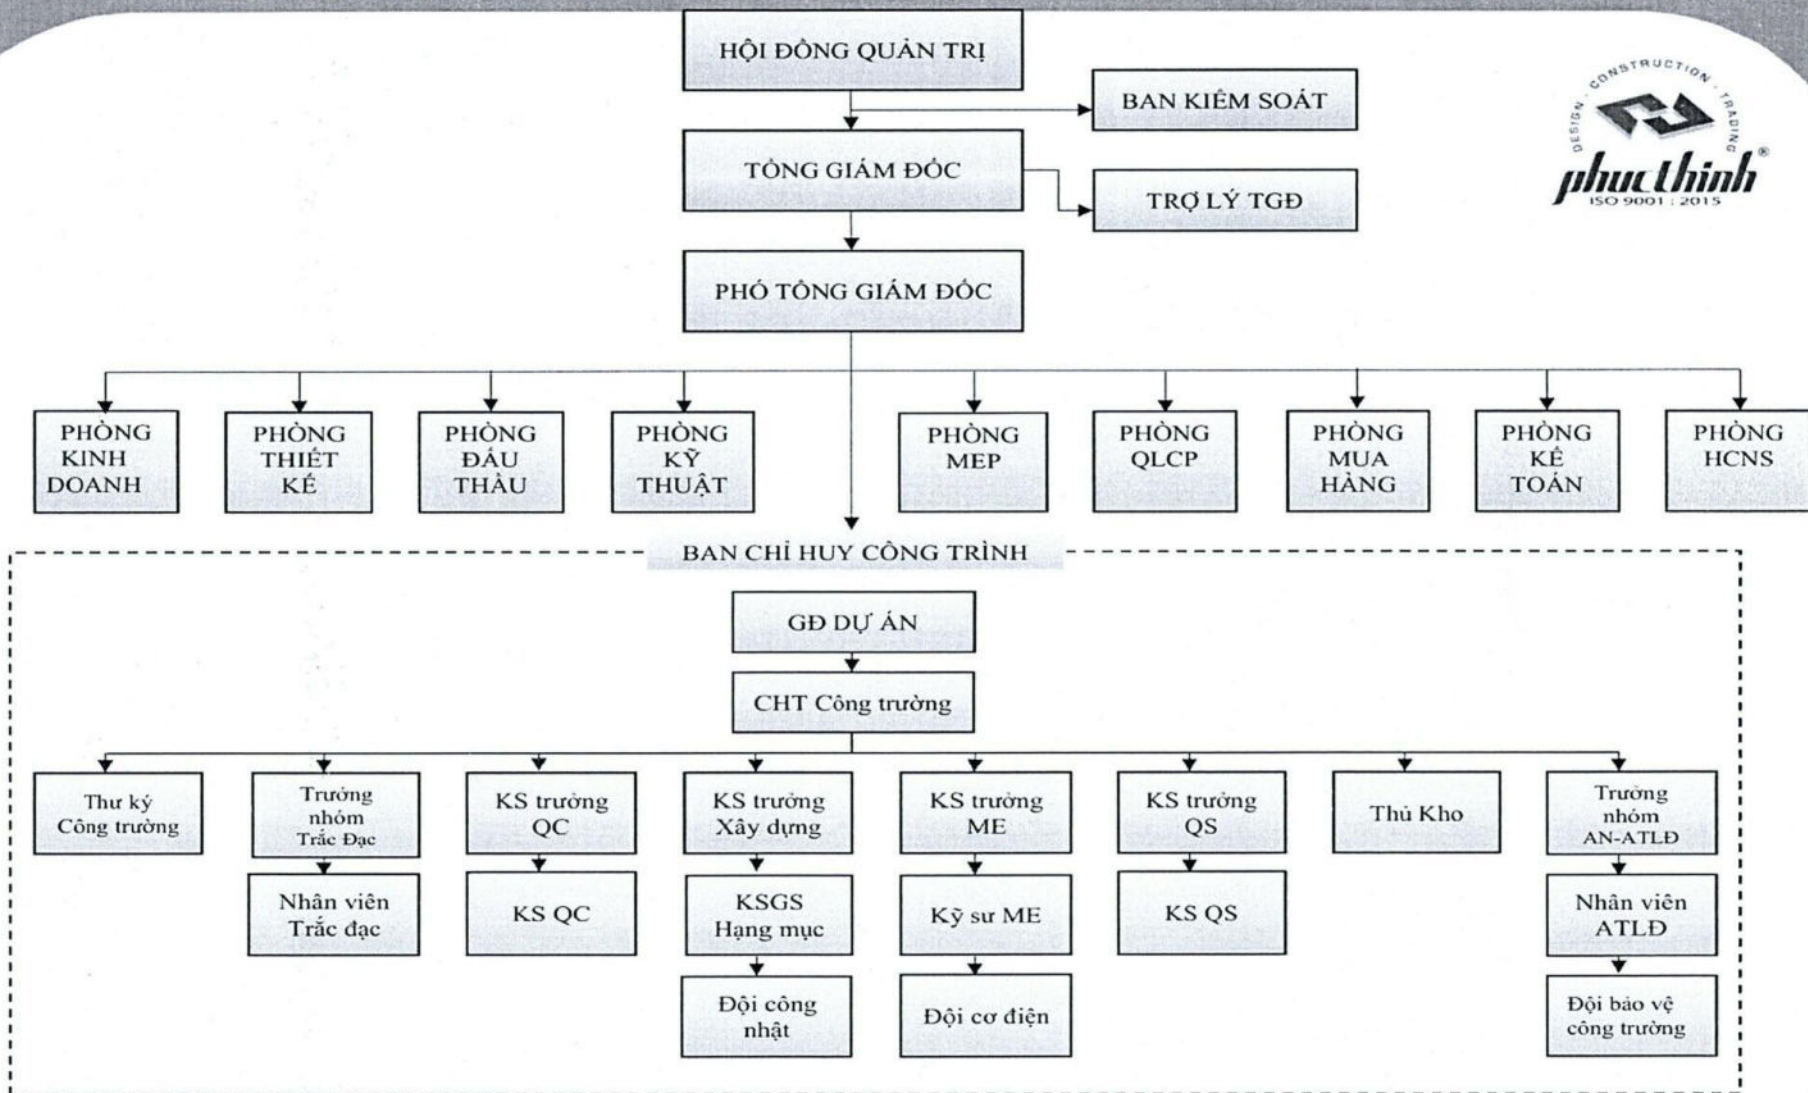 HỘI ĐỒNG QUẢN TRỊ
BAN KIỂM SOÁT
DESIGN - CONSTRUCTION - TRADING
phucthinh®
ISO 9001 : 2015
TỔNG GIÁM ĐỐC
TRỢ LÝ TGĐ
PHÓ TỔNG GIÁM ĐỐC
PHÒNG
KINH
DOANH
PHÒNG
THIẾT
KẾ
PHÒNG
ĐẤU
THẦU
PHÒNG
KỸ
THUẬT
PHÒNG
MEP
PHÒNG
QLCP
PHÒNG
MUA
HÀNG
PHÒNG
KẾ
TOÁN
PHÒNG
HCNS
BAN CHỈ HUY CÔNG TRÌNH
GĐ DỰ ÁN
CHT Công trường
Thư ký
Công trường
Trưởng
nhóm
Trắc Đạc
KS trưởng
QC
KS trưởng
Xây dựng
KS trưởng
ME
KS trưởng
QS
Thủ Kho
Trưởng
nhóm
AN-ATLĐ
Nhân viên
Trắc đạc
KS QC
KSGS
Hạng mục
Kỹ sư ME
KS QS
Nhân viên
ATLĐ
Đội công
nhật
Đội cơ điện
Đội bảo vệ
công trường